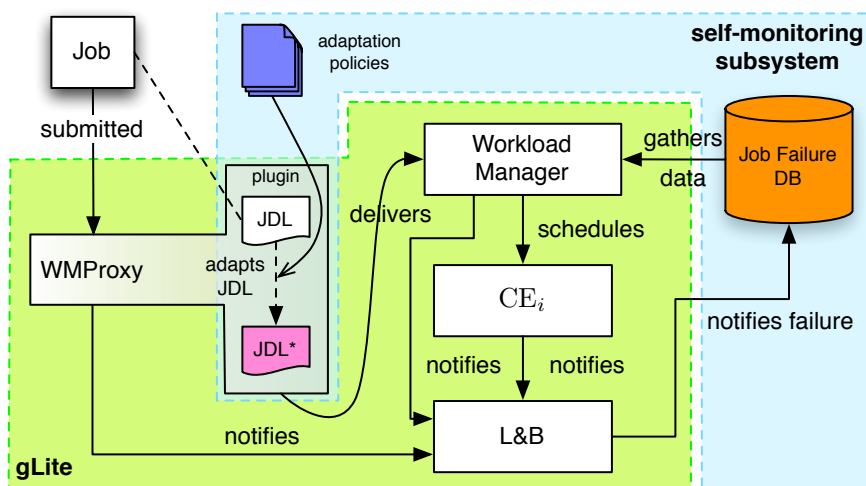 Job
adaptation
policies
self-monitoring
subsystem
submitted
Workload
Manager
gathers
data
Job Failure
DB
plugin
JDL
delivers
WMProxy
adapts
JDL
schedules
CE_i
JDL*
notifies
notifies
notifies failure
notifies
L&B
gLite